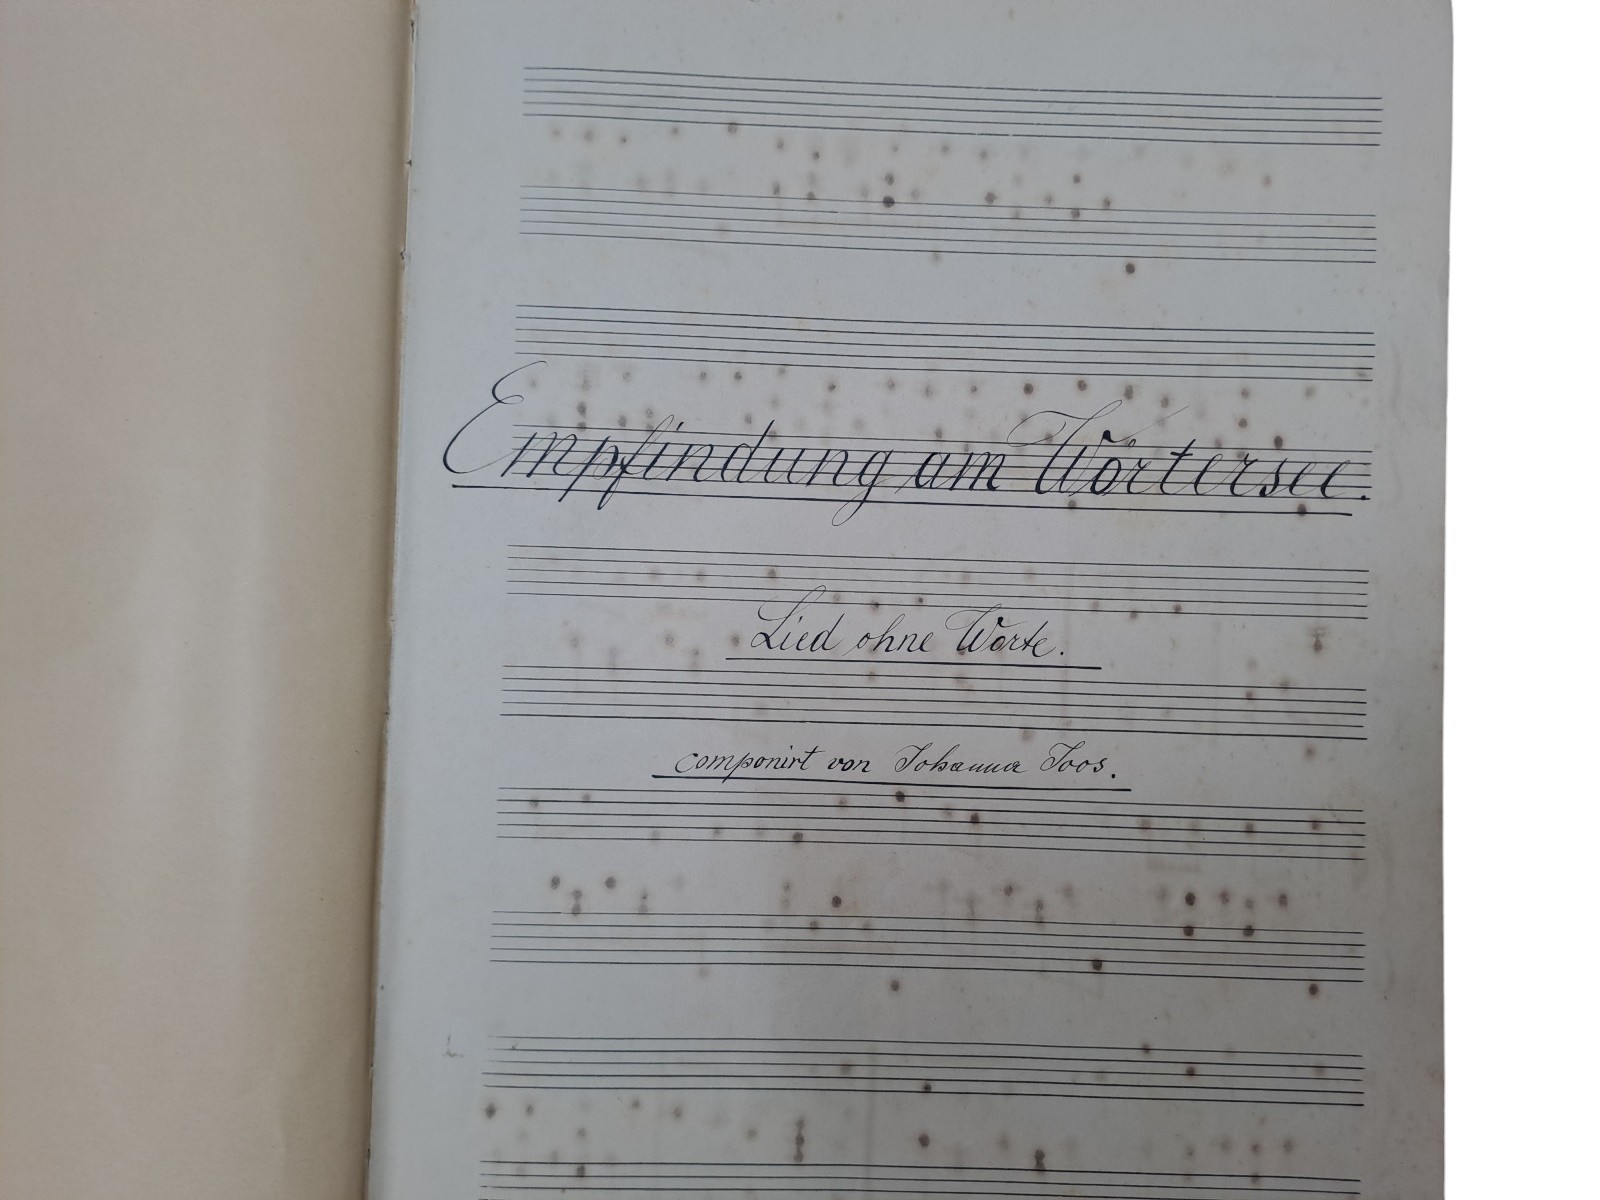 Empfindung am Wörtersee.
Lied ohne Worte.
componirt von Johanna Joos.